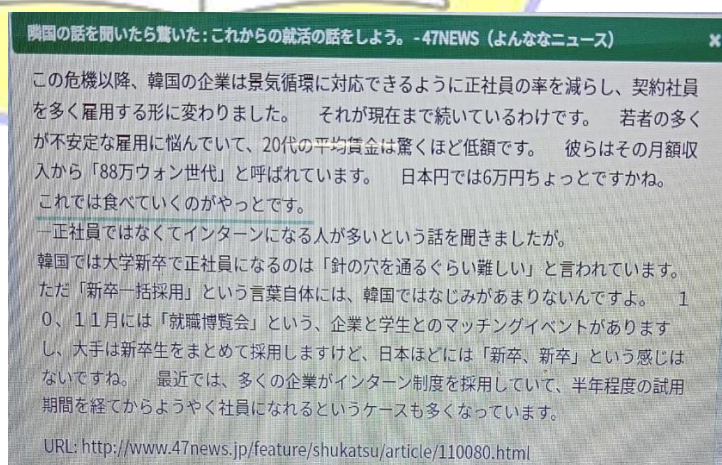 隣国の話を聞いたら驚いた：これからの就活の話をしよう。 - 47NEWS（よんななニュース）
この危機以降、韓国の企業は景気循環に対応できるように正社員の率を減らし、契約社員
を多く雇用する形に変わりました。　それが現在まで続いているわけです。　若者の多く
が不安定な雇用に悩んでいて、20代の平均賃金は驚くほど低額です。　彼らはその月額収
入から「88万ウォン世代」と呼ばれています。　日本円では6万円ちょっとですかね。
これでは食べていくのがやっとです。
―正社員ではなくてインターンになる人が多いという話を聞きましたが。
韓国では大学新卒で正社員になるのは「針の穴を通るぐらい難しい」と言われています。
ただ「新卒一括採用」という言葉自体には、韓国ではなじみがあまりないんですよ。　１
０、１１月には「就職博覧会」という、企業と学生とのマッチングイベントがあります
し、大手は新卒生をまとめて採用しますけど、日本ほどには「新卒、新卒」という感じは
ないですね。　最近では、多くの企業がインターン制度を採用していて、半年程度の試用
期間を経てからようやく社員になれるというケースも多くなっています。
URL: http://www.47news.jp/feature/shukatsu/article/110080.html